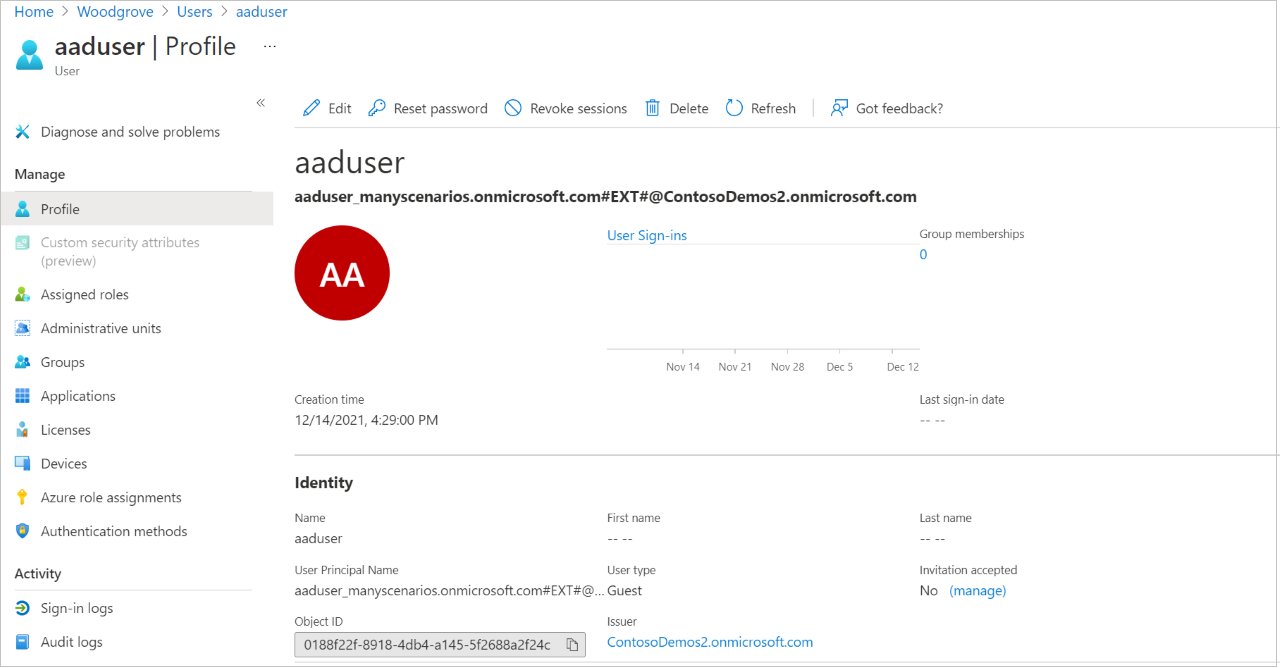 Home > Woodgrove > Users > aaduser
aaduser | Profile ...
User
«
Diagnose and solve problems
Manage
Profile
Custom security attributes
(preview)
Assigned roles
Administrative units
Groups
Applications
Licenses
Devices
Azure role assignments
Authentication methods
Activity
Sign-in logs
Audit logs
Edit Reset password Revoke sessions Delete Refresh | Got feedback?
aaduser
aaduser_manyscenarios.onmicrosoft.com#EXT#@ContosoDemos2.onmicrosoft.com
AA
User Sign-ins
Nov 14 Nov 21 Nov 28 Dec 5 Dec 12
Group memberships
0
Creation time
12/14/2021, 4:29:00 PM
Last sign-in date
-- --
Identity
Name First name Last name
aaduser -- -- -- --
User Principal Name User type Invitation accepted
aaduser_manyscenarios.onmicrosoft.com#EXT#@... Guest No (manage)
Object ID Issuer
0188f22f-8918-4db4-a145-5f2688a2f24c ContosoDemos2.onmicrosoft.com